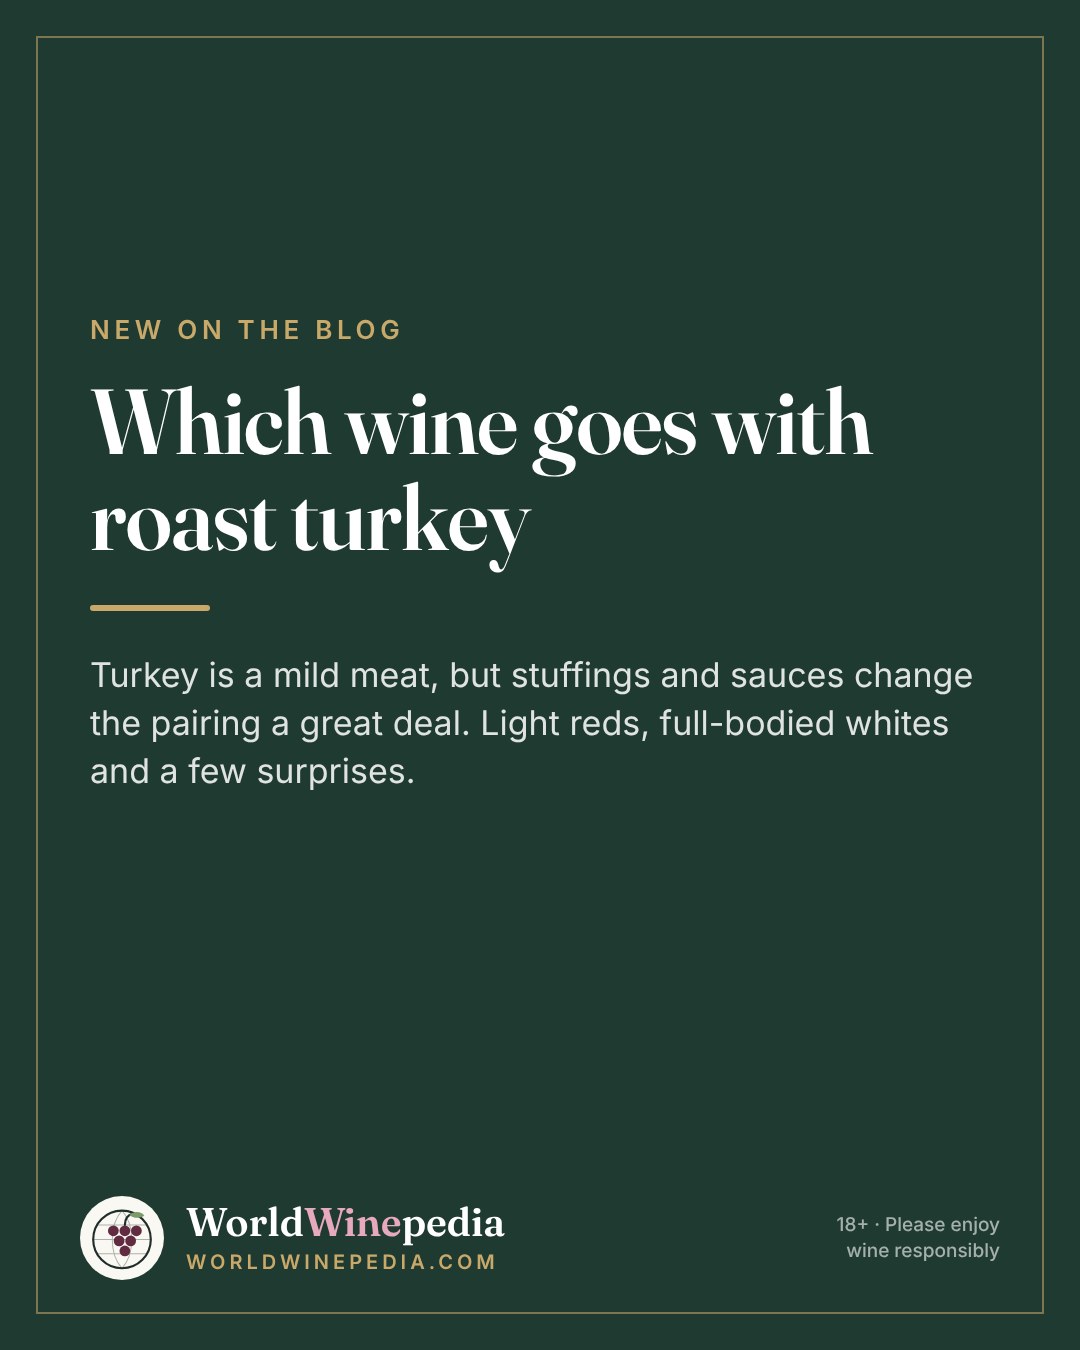 NEW ON THE BLOG
Which wine goes with
roast turkey
Turkey is a mild meat, but stuffings and sauces change
the pairing a great deal. Light reds, full-bodied whites
and a few surprises.
WorldWinepedia
WORLDWINEPEDIA.COM
18+ · Please enjoy
wine responsibly